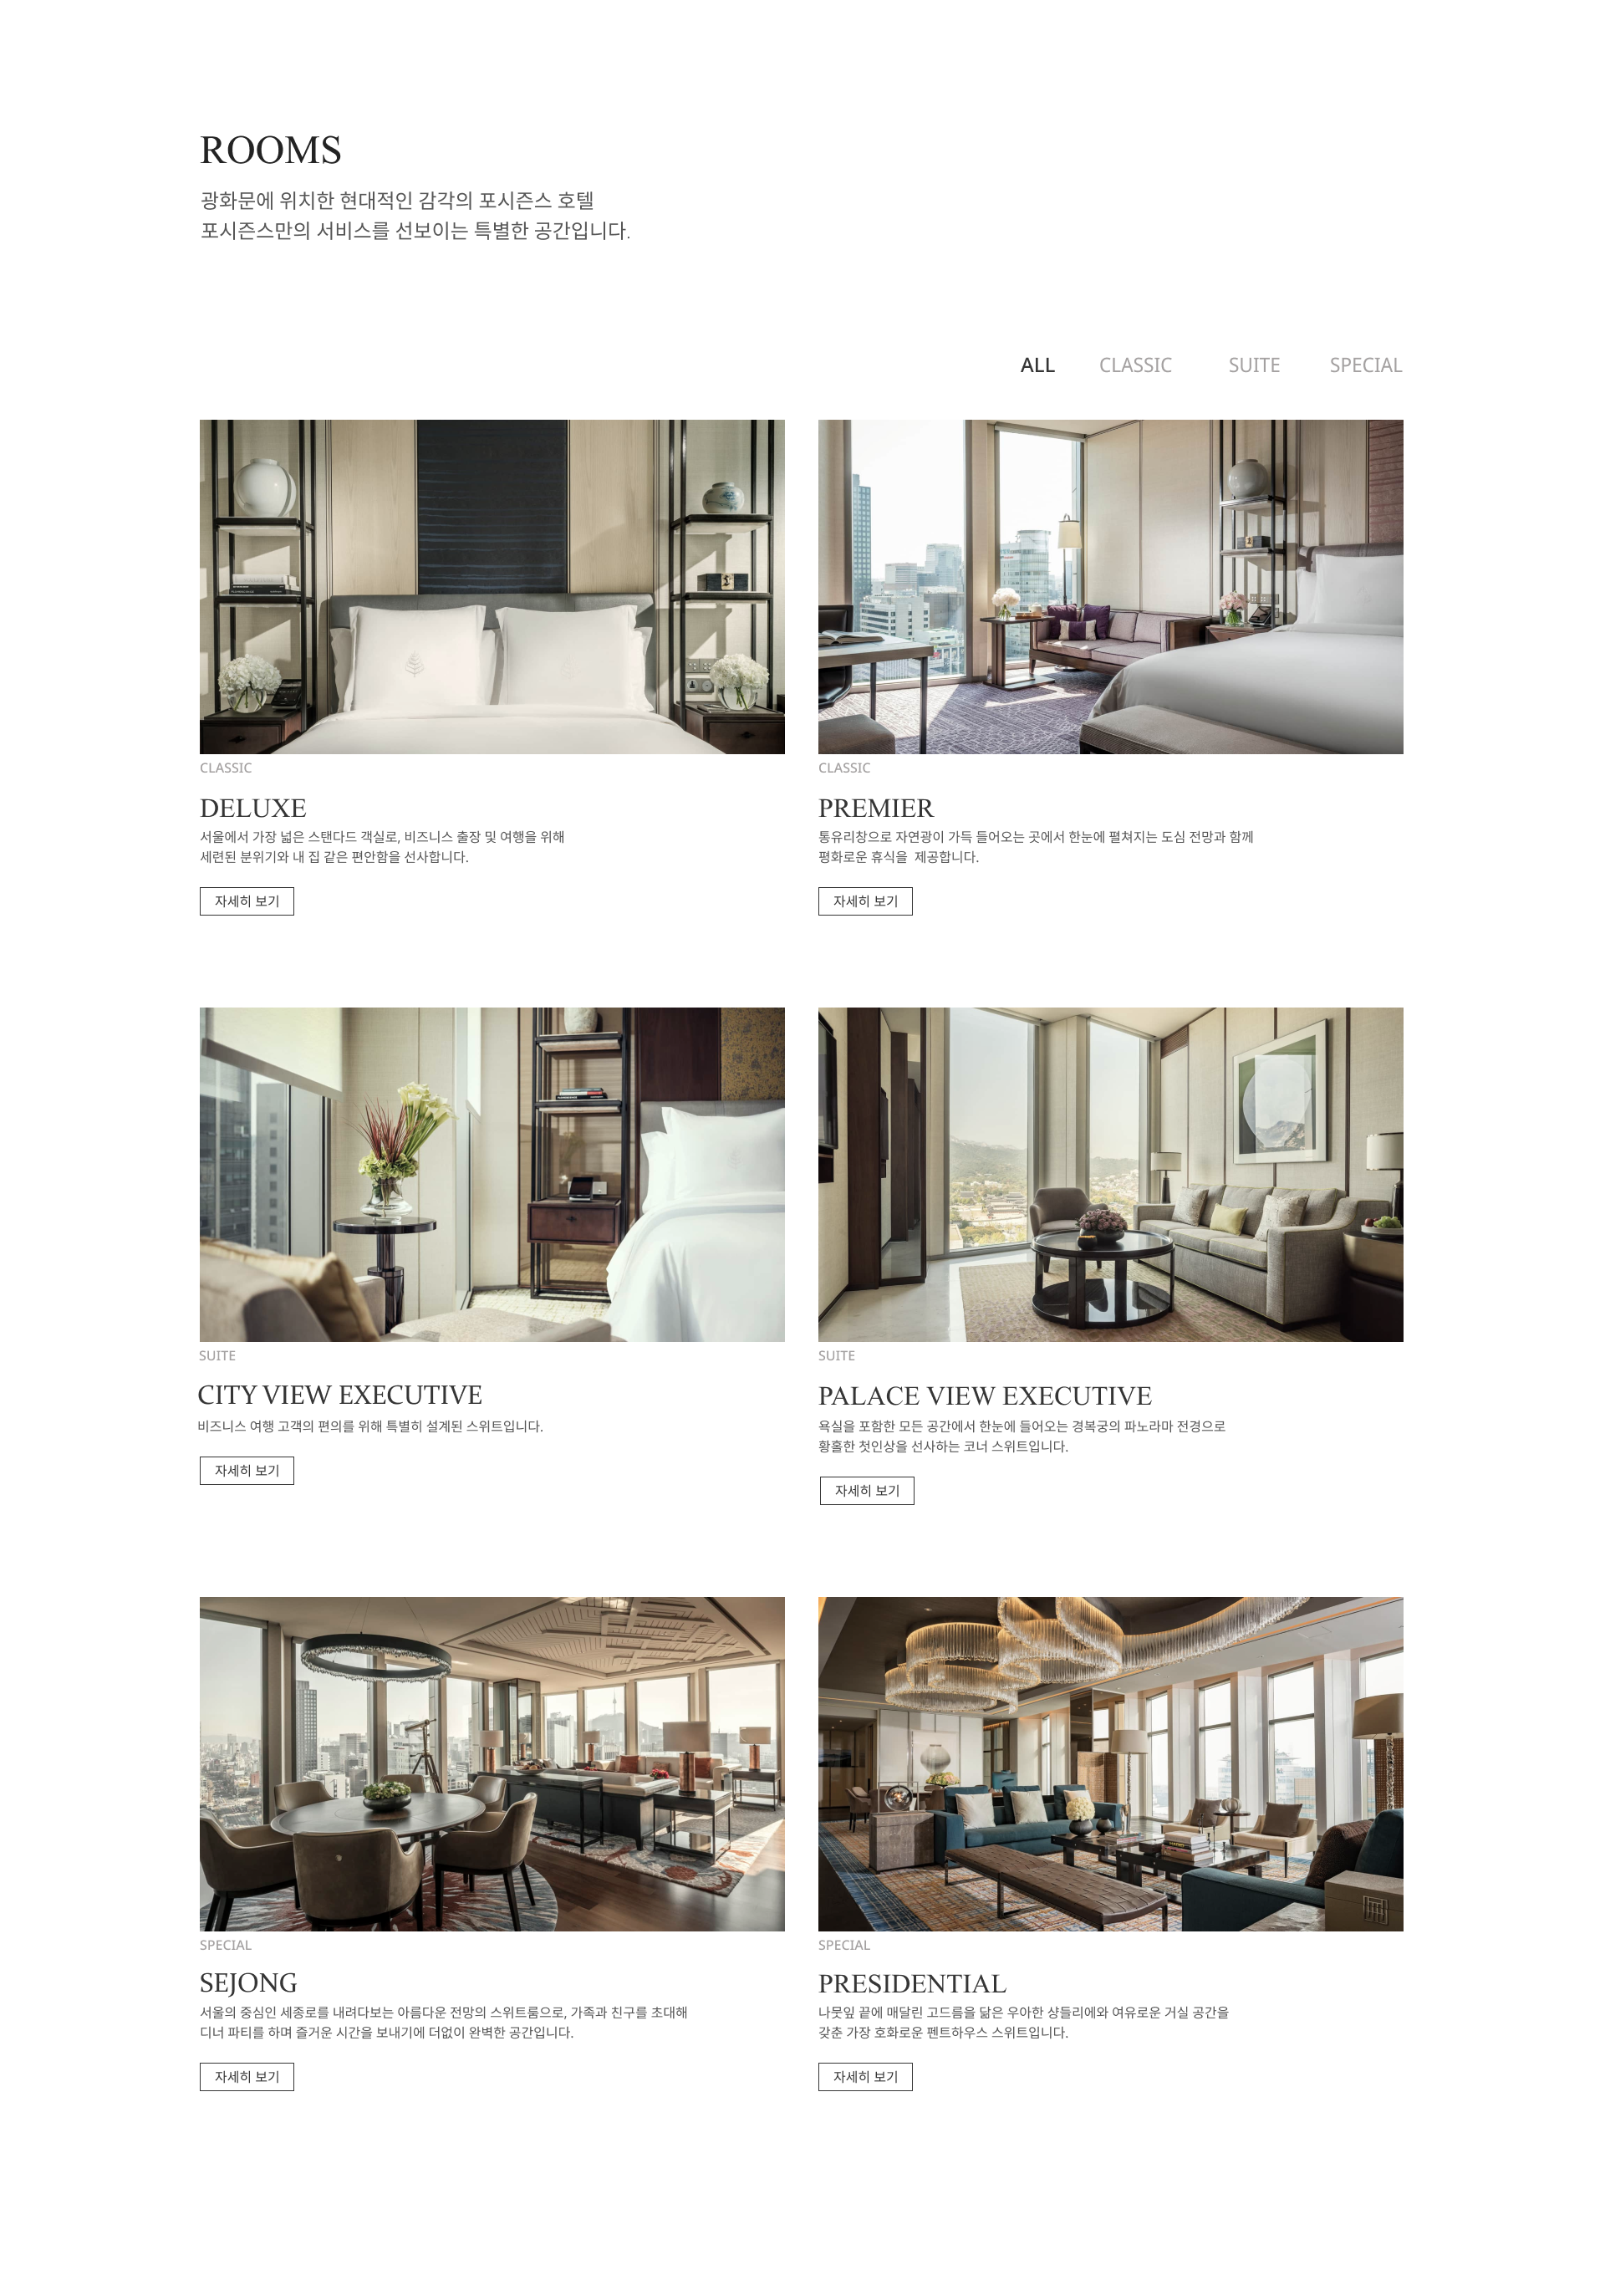 ROOMS
광화문에 위치한 현대적인 감각의 포시즌스 호텔
포시즌스만의 서비스를 선보이는 특별한 공간입니다.
ALL CLASSIC SUITE SPECIAL
CLASSIC
DELUXE
서울에서 가장 넓은 스탠다드 객실로, 비즈니스 출장 및 여행을 위해
세련된 분위기와 내 집 같은 편안함을 선사합니다.
자세히 보기
CLASSIC
PREMIER
통유리창으로 자연광이 가득 들어오는 곳에서 한눈에 펼쳐지는 도심 전망과 함께
평화로운 휴식을 제공합니다.
자세히 보기
SUITE
CITY VIEW EXECUTIVE
비즈니스 여행 고객의 편의를 위해 특별히 설계된 스위트입니다.
자세히 보기
SUITE
PALACE VIEW EXECUTIVE
욕실을 포함한 모든 공간에서 한눈에 들어오는 경복궁의 파노라마 전경으로
황홀한 첫인상을 선사하는 코너 스위트입니다.
자세히 보기
SPECIAL
SEJONG
서울의 중심인 세종로를 내려다보는 아름다운 전망의 스위트룸으로, 가족과 친구를 초대해
디너 파티를 하며 즐거운 시간을 보내기에 더없이 완벽한 공간입니다.
자세히 보기
SPECIAL
PRESIDENTIAL
나뭇잎 끝에 매달린 고드름을 닮은 우아한 샹들리에와 여유로운 거실 공간을
갖춘 가장 호화로운 펜트하우스 스위트입니다.
자세히 보기